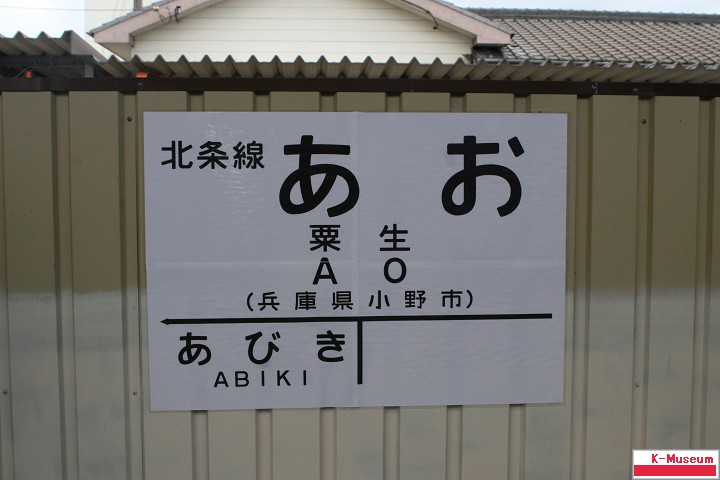 北条線 あお
粟生
AO
(兵庫県小野市)
あびき
ABIKI
K-Museum